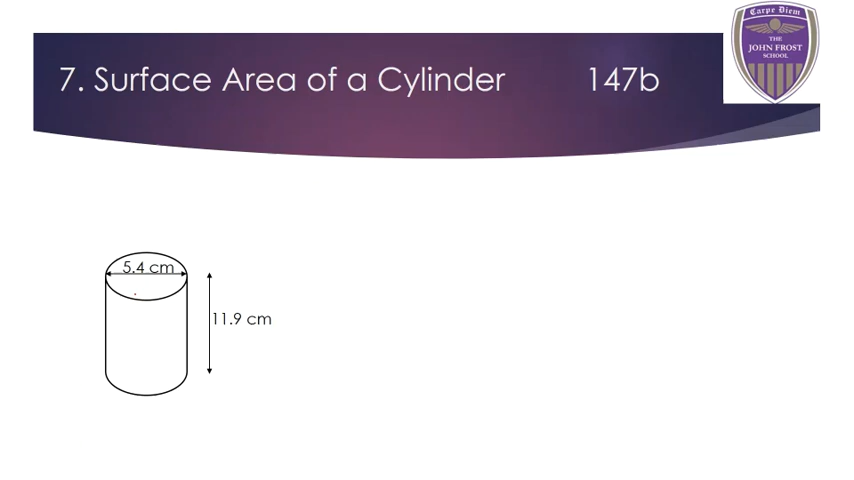 Carpe Diem
THE
JOHN FROST
SCHOOL
7. Surface Area of a Cylinder 147b
5.4 cm
11.9 cm